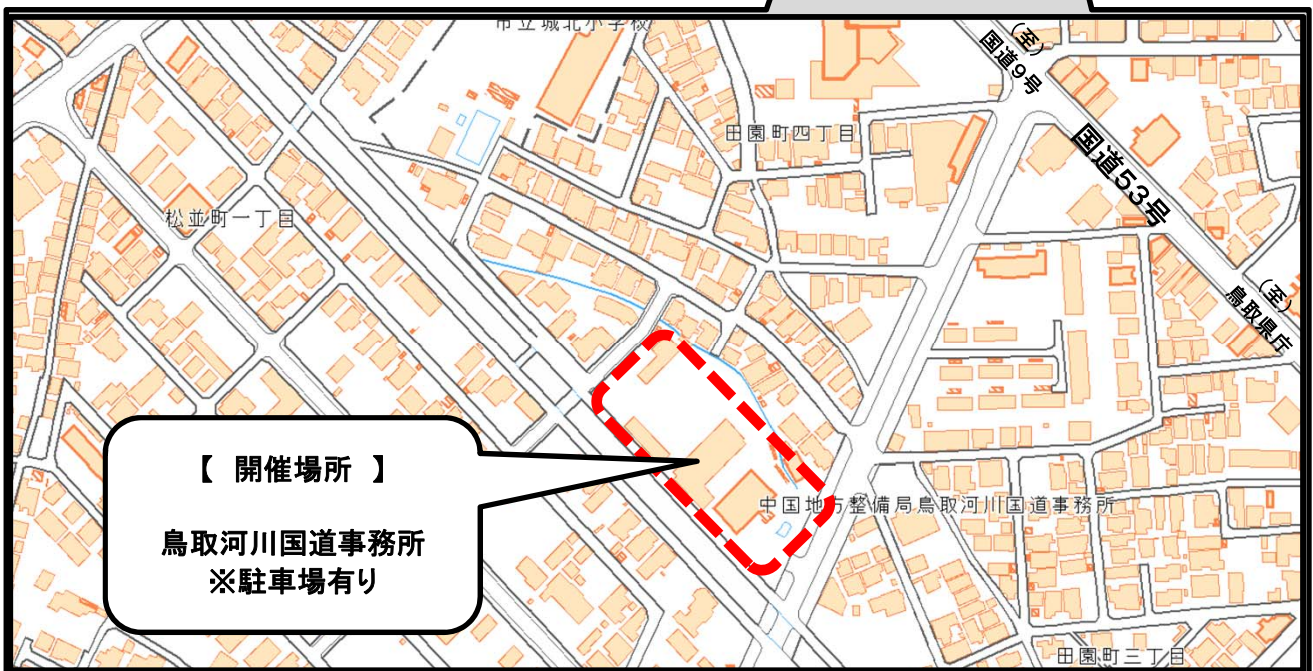 市立城北小学校
(至)
国道9号
田園町四丁目
国道53号
松並町一丁目
(至)
鳥取県庁
【 開催場所 】
鳥取河川国道事務所
※駐車場有り
中国地方整備局鳥取河川国道事務所
田園町三丁目